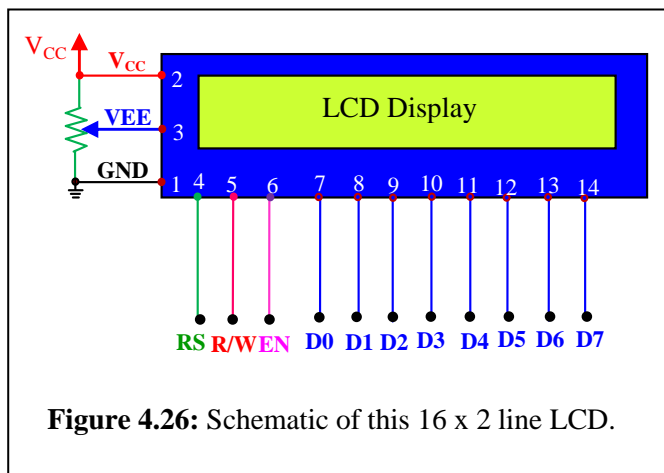 V_CC
V_CC
2
LCD Display
VEE
3
GND
1 4 5 6 7 8 9 10 11 12 13 14
RS R/W EN D0 D1 D2 D3 D4 D5 D6 D7
Figure 4.26: Schematic of this 16 x 2 line LCD.